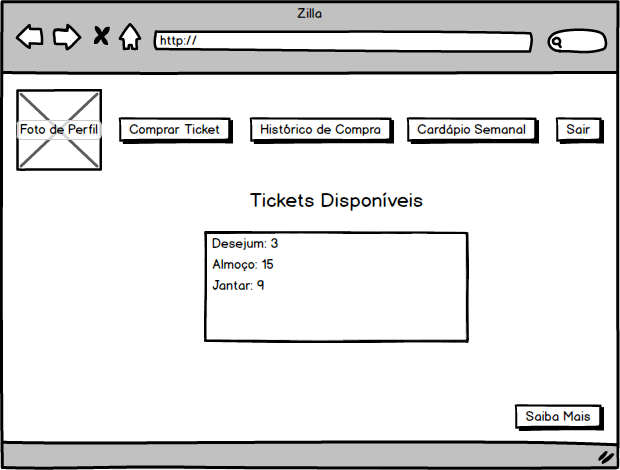 Zilla
http://
Foto de Perfil
Comprar Ticket
Histórico de Compra
Cardápio Semanal
Sair
Tickets Disponíveis
Desejum: 3
Almoço: 15
Jantar: 9
Saiba Mais